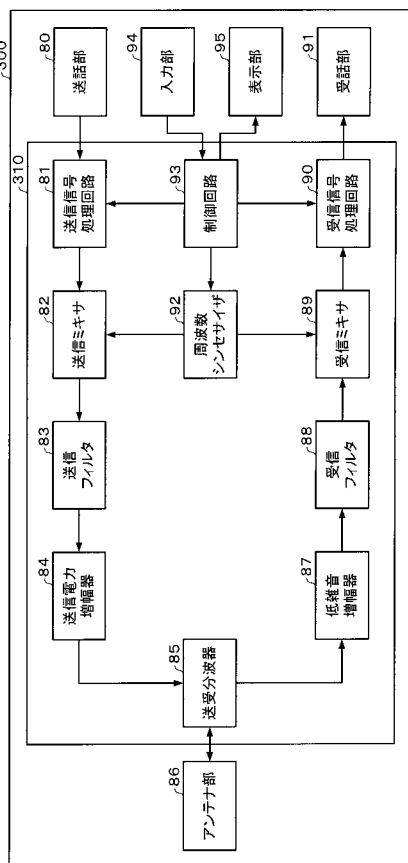 300
310
80
送話部
94
入力部
95
表示部
91
受話部
81
送信信号
処理回路
93
制御回路
90
受信信号
処理回路
82
送信ミキサ
92
周波数
シンセサイザ
89
受信ミキサ
83
送信
フィルタ
88
受信
フィルタ
84
送信電力
増幅器
87
低雑音
増幅器
85
送受分波器
86
アンテナ部